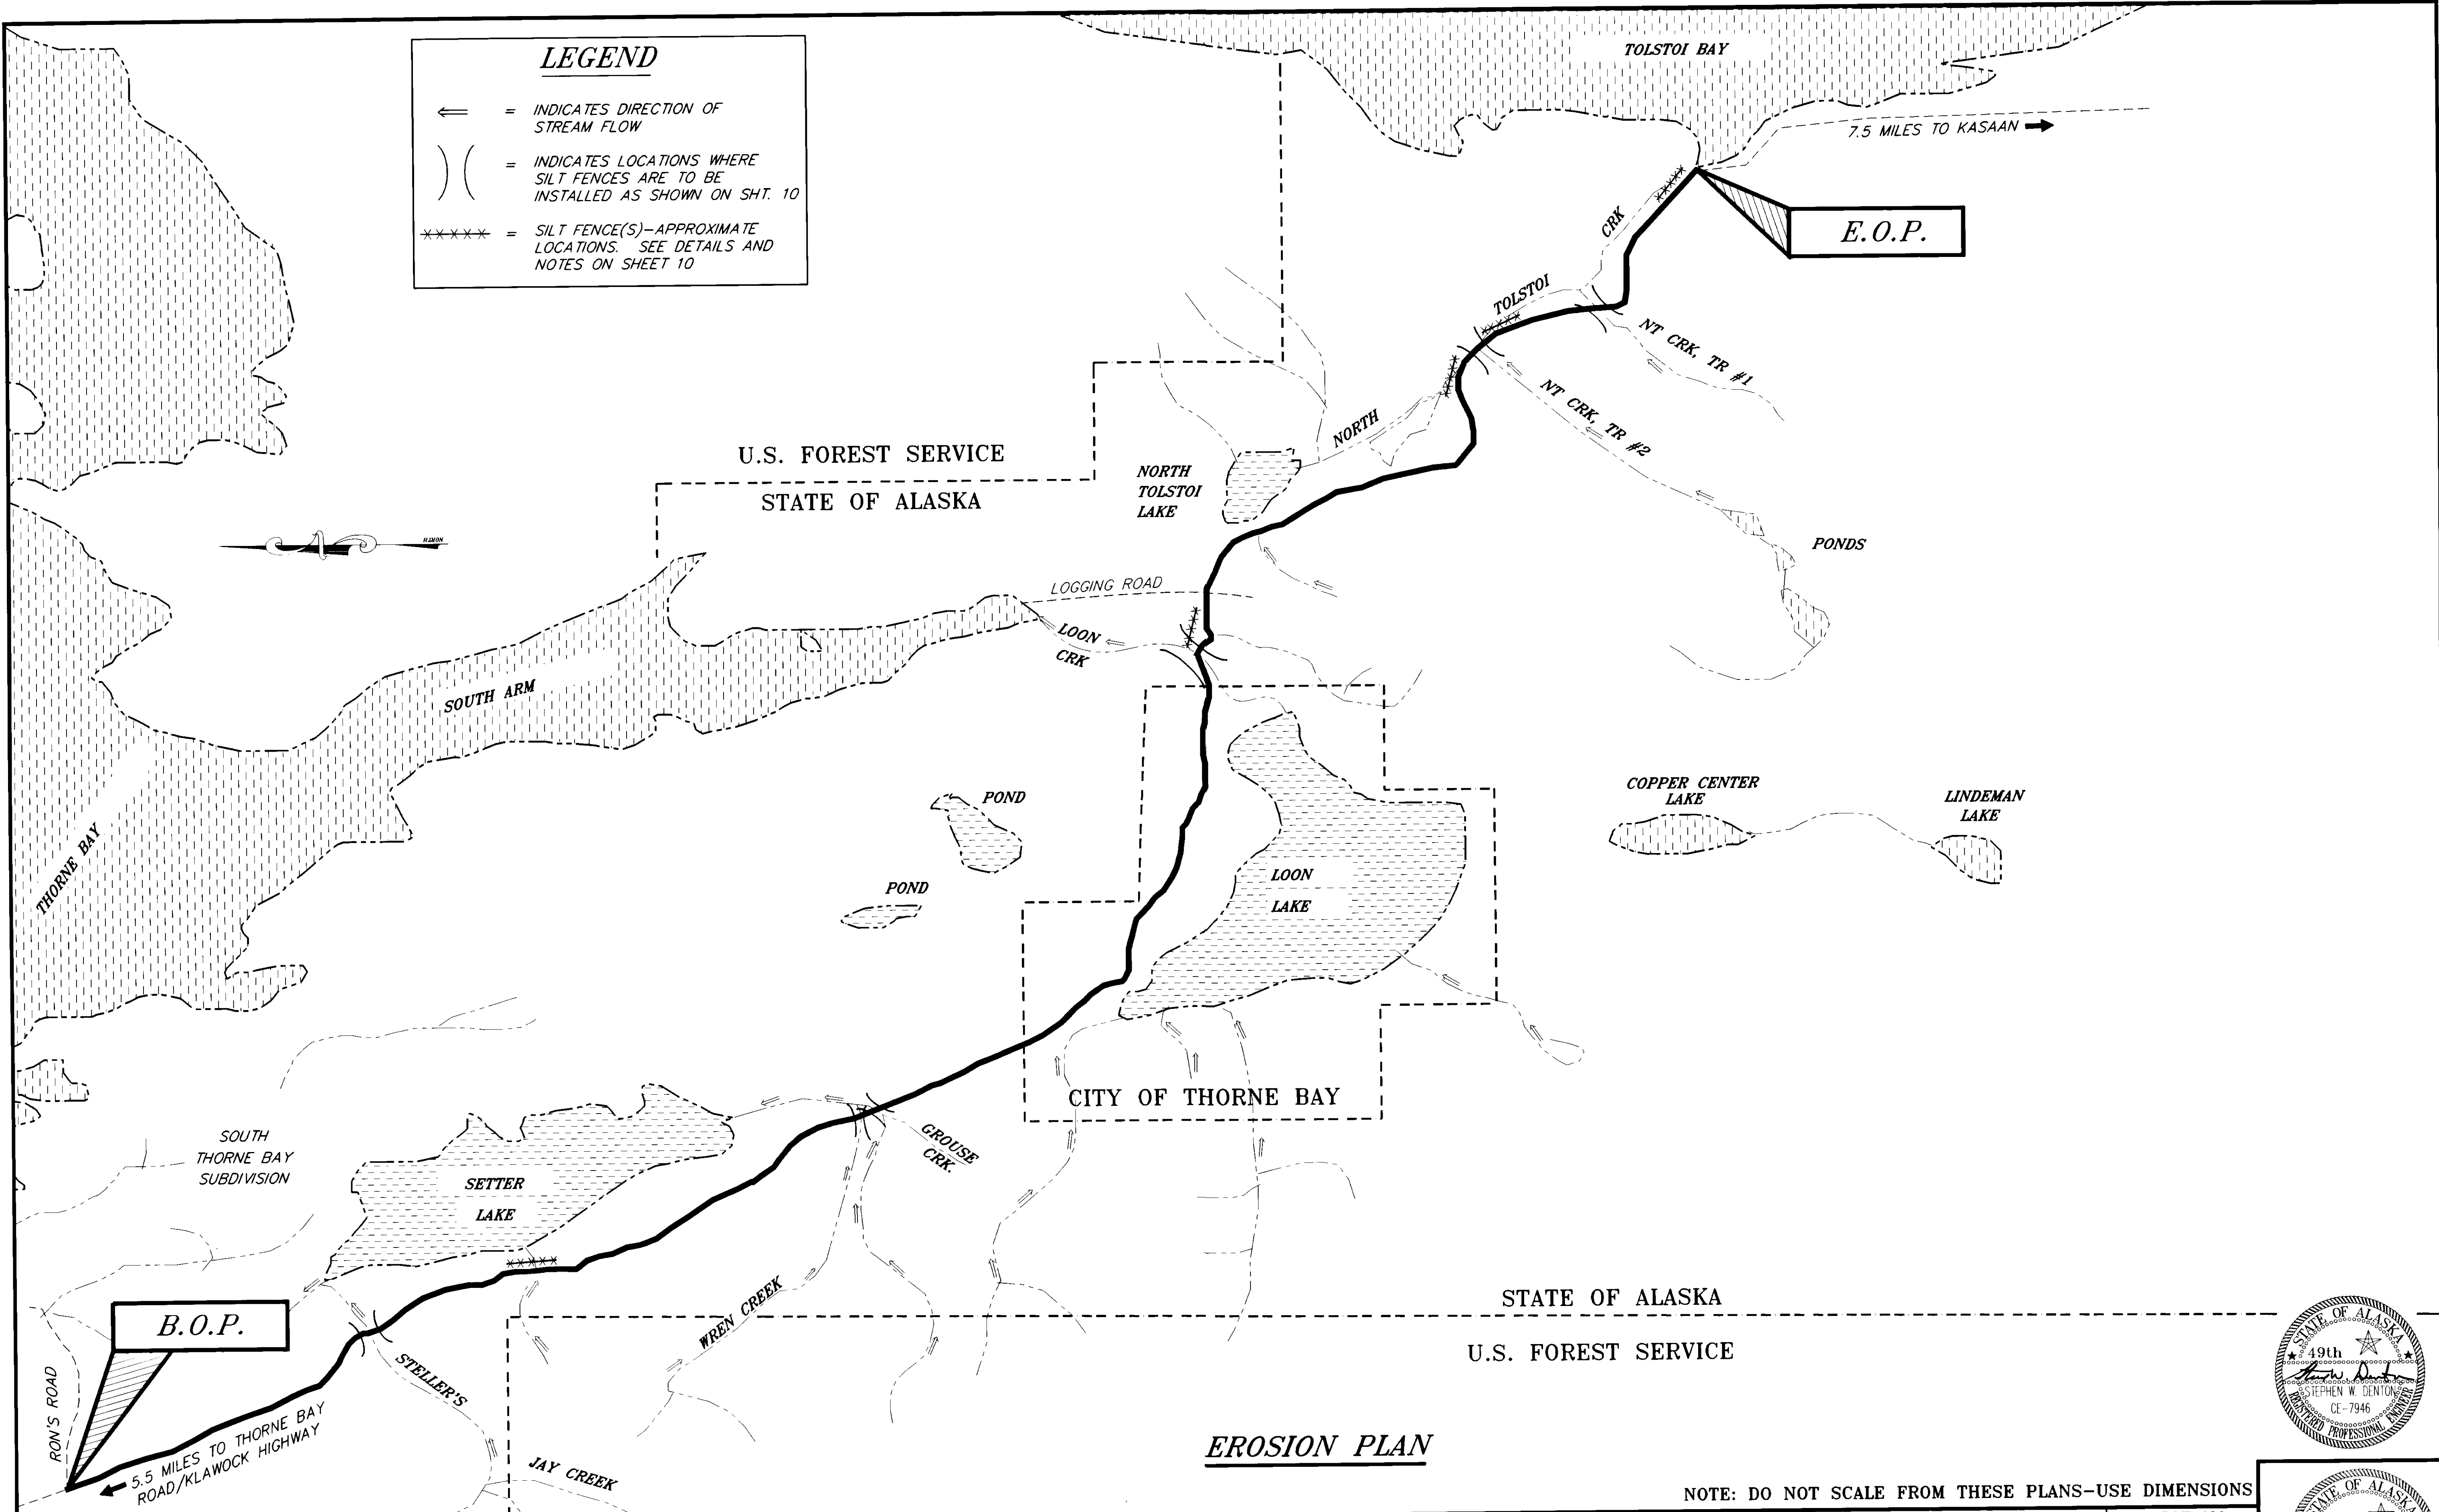 LEGEND
= INDICATES DIRECTION OF
STREAM FLOW
= INDICATES LOCATIONS WHERE
SILT FENCES ARE TO BE
INSTALLED AS SHOWN ON SHT. 10
= SILT FENCE(S)-APPROXIMATE
LOCATIONS. SEE DETAILS AND
NOTES ON SHEET 10
TOLSTOI BAY
7.5 MILES TO KASAAN
E.O.P.
CRK
TOLSTOI
NORTH
NT CRK, TR #1
NT CRK, TR #2
U.S. FOREST SERVICE
STATE OF ALASKA
NORTH
TOLSTOI
LAKE
PONDS
NORTH
LOGGING ROAD
LOON
CRK
SOUTH ARM
THORNE BAY
POND
POND
COPPER CENTER
LAKE
LINDEMAN
LAKE
LOON
LAKE
CITY OF THORNE BAY
GROUSE
CRK.
SOUTH
THORNE BAY
SUBDIVISION
SETTER
LAKE
WREN CREEK
STATE OF ALASKA
U.S. FOREST SERVICE
B.O.P.
RON'S ROAD
STELLER'S
5.5 MILES TO THORNE BAY
ROAD/KLAWOCK HIGHWAY
JAY CREEK
EROSION PLAN
STATE OF ALASKA
49th
STEPHEN W. DENTON
CE-7946
REGISTERED PROFESSIONAL ENGINEER
NOTE: DO NOT SCALE FROM THESE PLANS-USE DIMENSIONS
STATE OF ALASKA